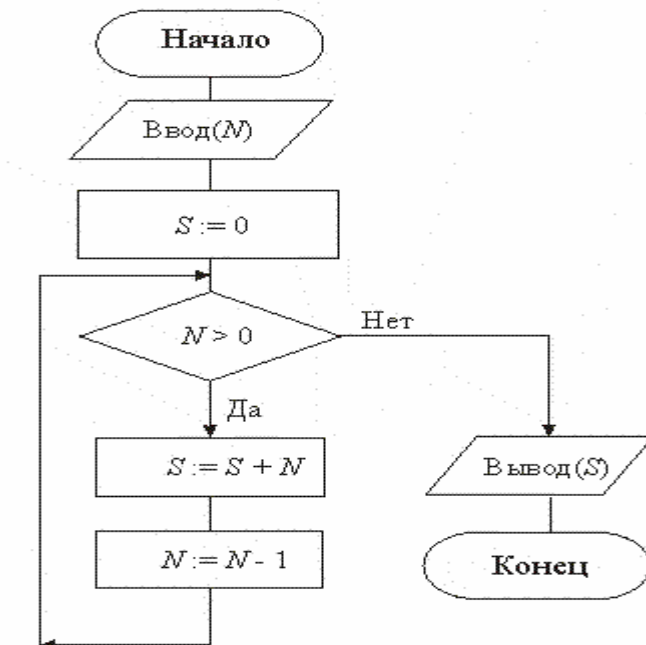 Начало
Ввод(N)
S := 0
N > 0
Нет
Да
S := S + N
Вывод(S)
N := N - 1
Конец